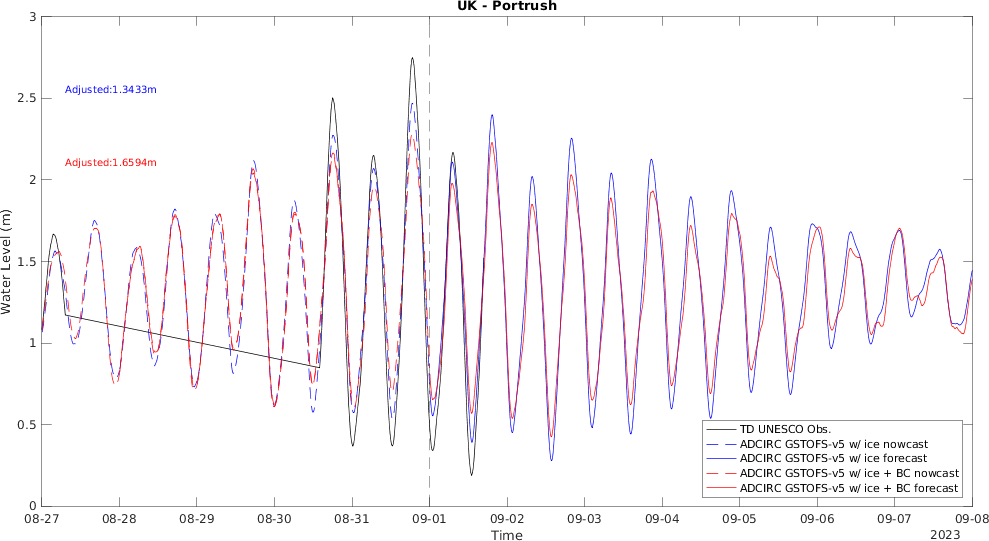 UK - Portrush
3
2.5
2
1.5
1
0.5
0
Water Level (m)
Adjusted:1.3433m
Adjusted:1.6594m
TD UNESCO Obs.
ADCIRC GSTOFS-v5 w/ ice nowcast
ADCIRC GSTOFS-v5 w/ ice forecast
ADCIRC GSTOFS-v5 w/ ice + BC nowcast
ADCIRC GSTOFS-v5 w/ ice + BC forecast
08-27 08-28 08-29 08-30 08-31 09-01 09-02 09-03 09-04 09-05 09-06 09-07 09-08
Time
2023